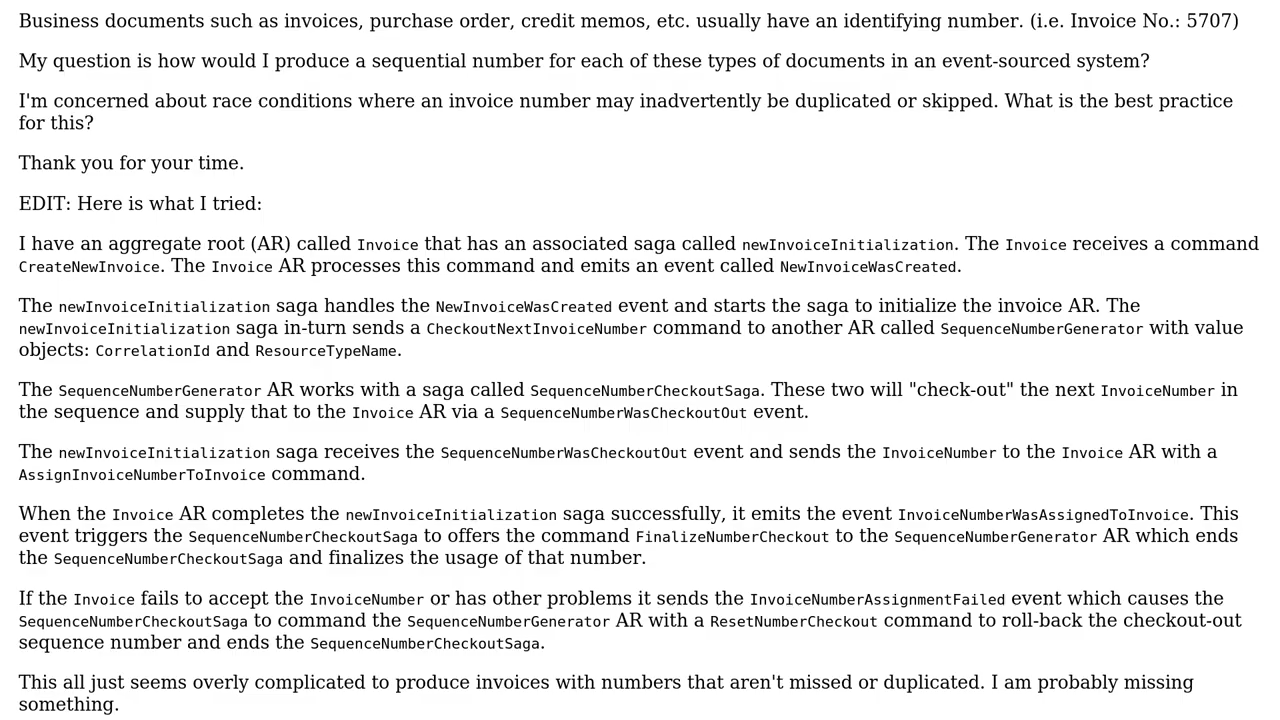 Business documents such as invoices, purchase order, credit memos, etc. usually have an identifying number. (i.e. Invoice No.: 5707)
My question is how would I produce a sequential number for each of these types of documents in an event-sourced system?
I'm concerned about race conditions where an invoice number may inadvertently be duplicated or skipped. What is the best practice
for this?
Thank you for your time.
EDIT: Here is what I tried:
I have an aggregate root (AR) called Invoice that has an associated saga called newInvoiceInitialization. The Invoice receives a command
CreateNewInvoice. The Invoice AR processes this command and emits an event called NewInvoiceWasCreated.
The newInvoiceInitialization saga handles the NewInvoiceWasCreated event and starts the saga to initialize the invoice AR. The
newInvoiceInitialization saga in-turn sends a CheckoutNextInvoiceNumber command to another AR called SequenceNumberGenerator with value
objects: CorrelationId and ResourceTypeName.
The SequenceNumberGenerator AR works with a saga called SequenceNumberCheckoutSaga. These two will "check-out" the next InvoiceNumber in
the sequence and supply that to the Invoice AR via a SequenceNumberWasCheckoutOut event.
The newInvoiceInitialization saga receives the SequenceNumberWasCheckoutOut event and sends the InvoiceNumber to the Invoice AR with a
AssignInvoiceNumberToInvoice command.
When the Invoice AR completes the newInvoiceInitialization saga successfully, it emits the event InvoiceNumberWasAssignedToInvoice. This
event triggers the SequenceNumberCheckoutSaga to offers the command FinalizeNumberCheckout to the SequenceNumberGenerator AR which ends
the SequenceNumberCheckoutSaga and finalizes the usage of that number.
If the Invoice fails to accept the InvoiceNumber or has other problems it sends the InvoiceNumberAssignmentFailed event which causes the
SequenceNumberCheckoutSaga to command the SequenceNumberGenerator AR with a ResetNumberCheckout command to roll-back the checkout-out
sequence number and ends the SequenceNumberCheckoutSaga.
This all just seems overly complicated to produce invoices with numbers that aren't missed or duplicated. I am probably missing
something.